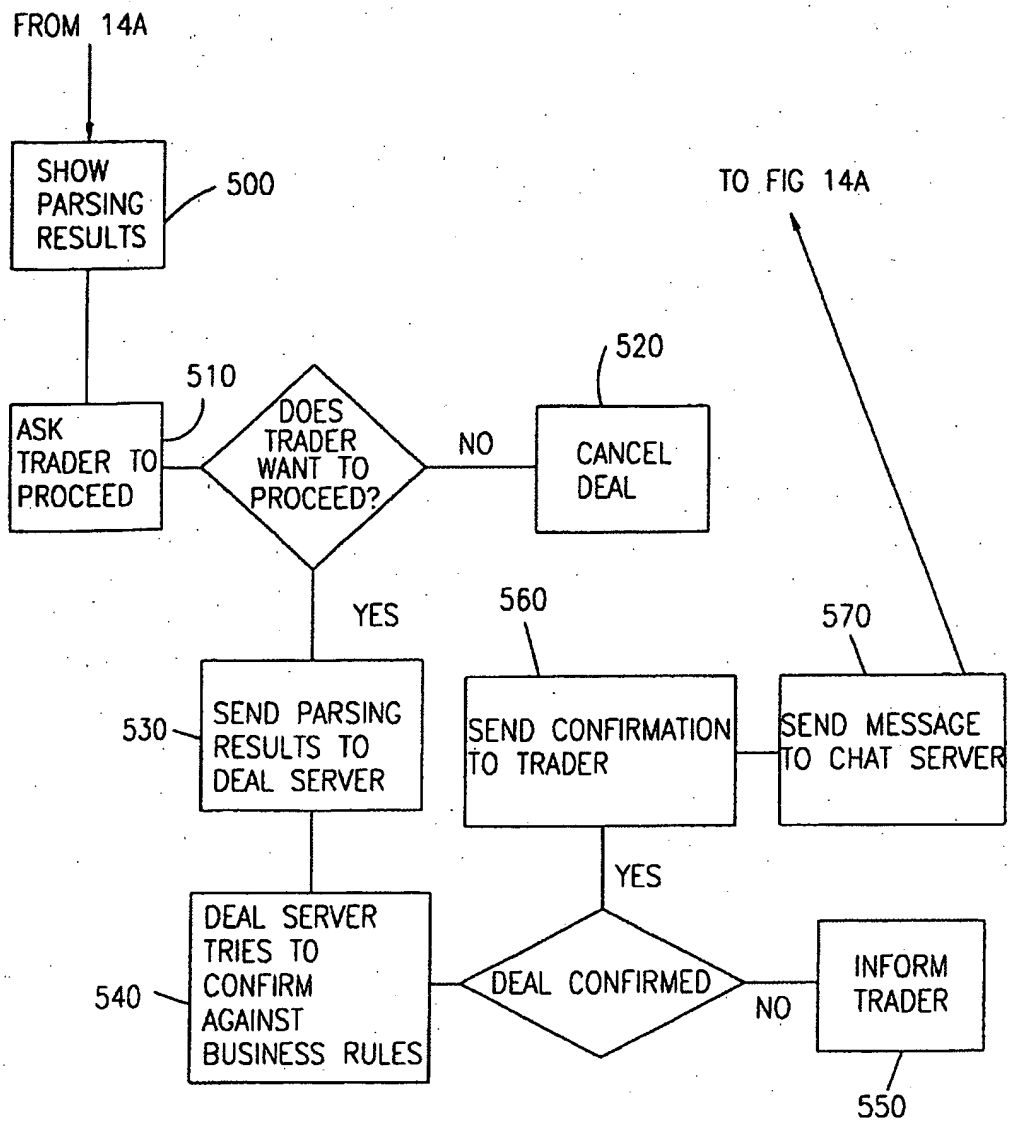 FROM 14A
SHOW
PARSING
RESULTS
500
TO FIG 14A
510
ASK
TRADER TO
PROCEED
DOES
TRADER
WANT TO
PROCEED?
NO
520
CANCEL
DEAL
YES
530
SEND PARSING
RESULTS TO
DEAL SERVER
560
SEND CONFIRMATION
TO TRADER
570
SEND MESSAGE
TO CHAT SERVER
YES
540
DEAL SERVER
TRIES TO
CONFIRM
AGAINST
BUSINESS RULES
DEAL CONFIRMED
NO
INFORM
TRADER
550